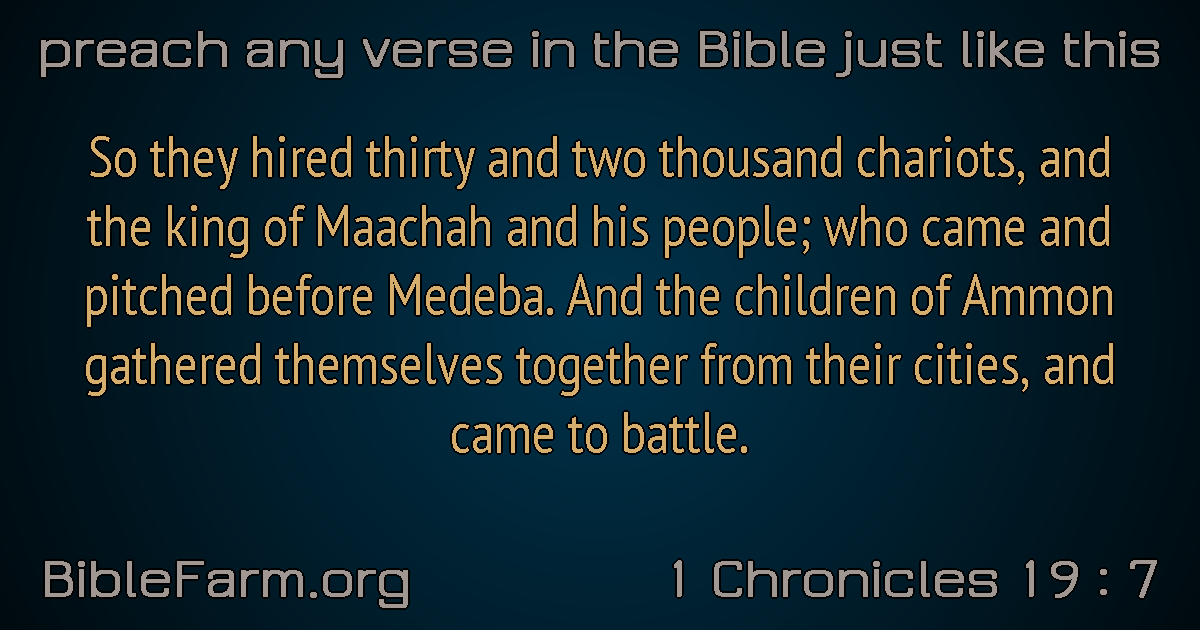 preach any verse in the Bible just like this
So they hired thirty and two thousand chariots, and
the king of Maachah and his people; who came and
pitched before Medeba. And the children of Ammon
gathered themselves together from their cities, and
came to battle.
BibleFarm.org
1 Chronicles 19 : 7